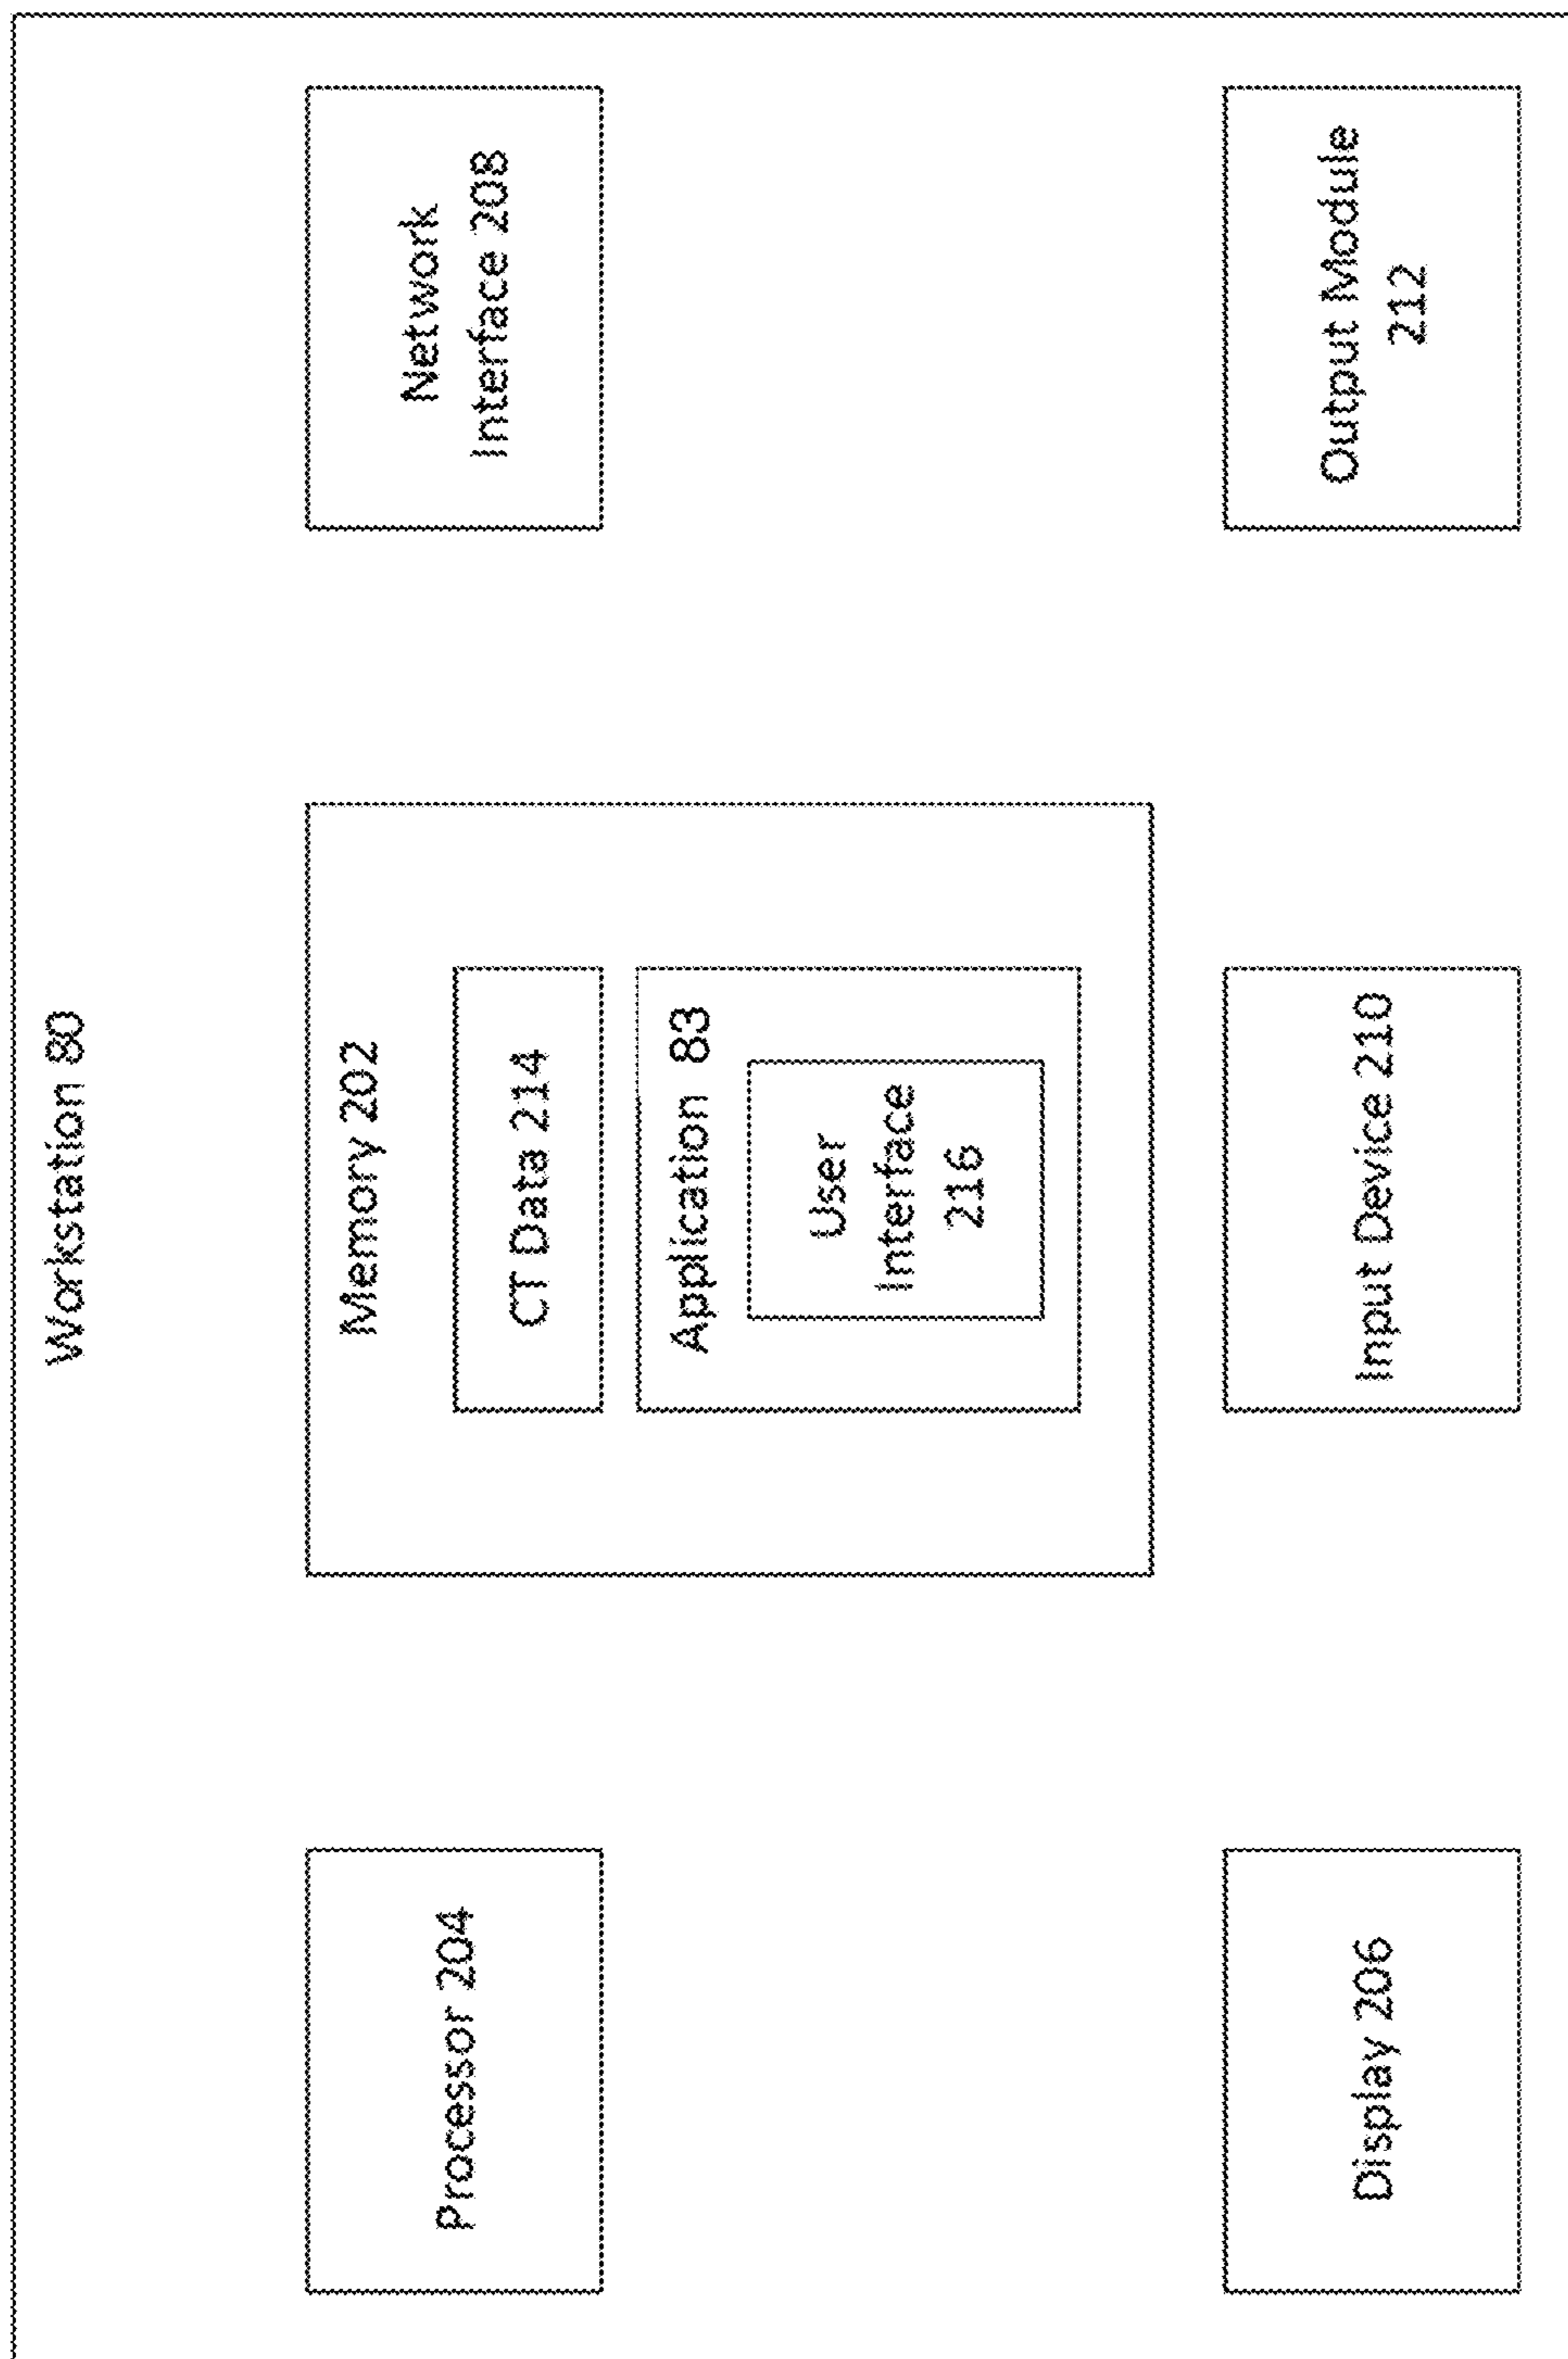 Workstation 80
Processor 204
Memory 202
CT Data 214
Application 83
User
Interface
216
Network
Interface 208
Display 206
Input Device 210
Output Module
212